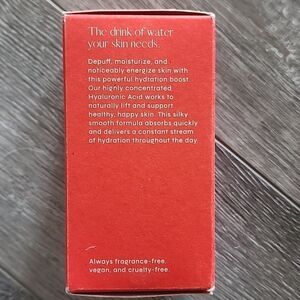 The drink of water
your skin needs.
Depuff, moisturize, and
noticeably energize skin with
this powerful hydration boost.
Our highly concentrated
Hyaluronic Acid works to
naturally lift and support
healthy, happy skin. This silky
smooth formula absorbs quickly
and delivers a constant stream
of hydration throughout the day.
Always fragrance-free,
vegan, and cruelty-free.